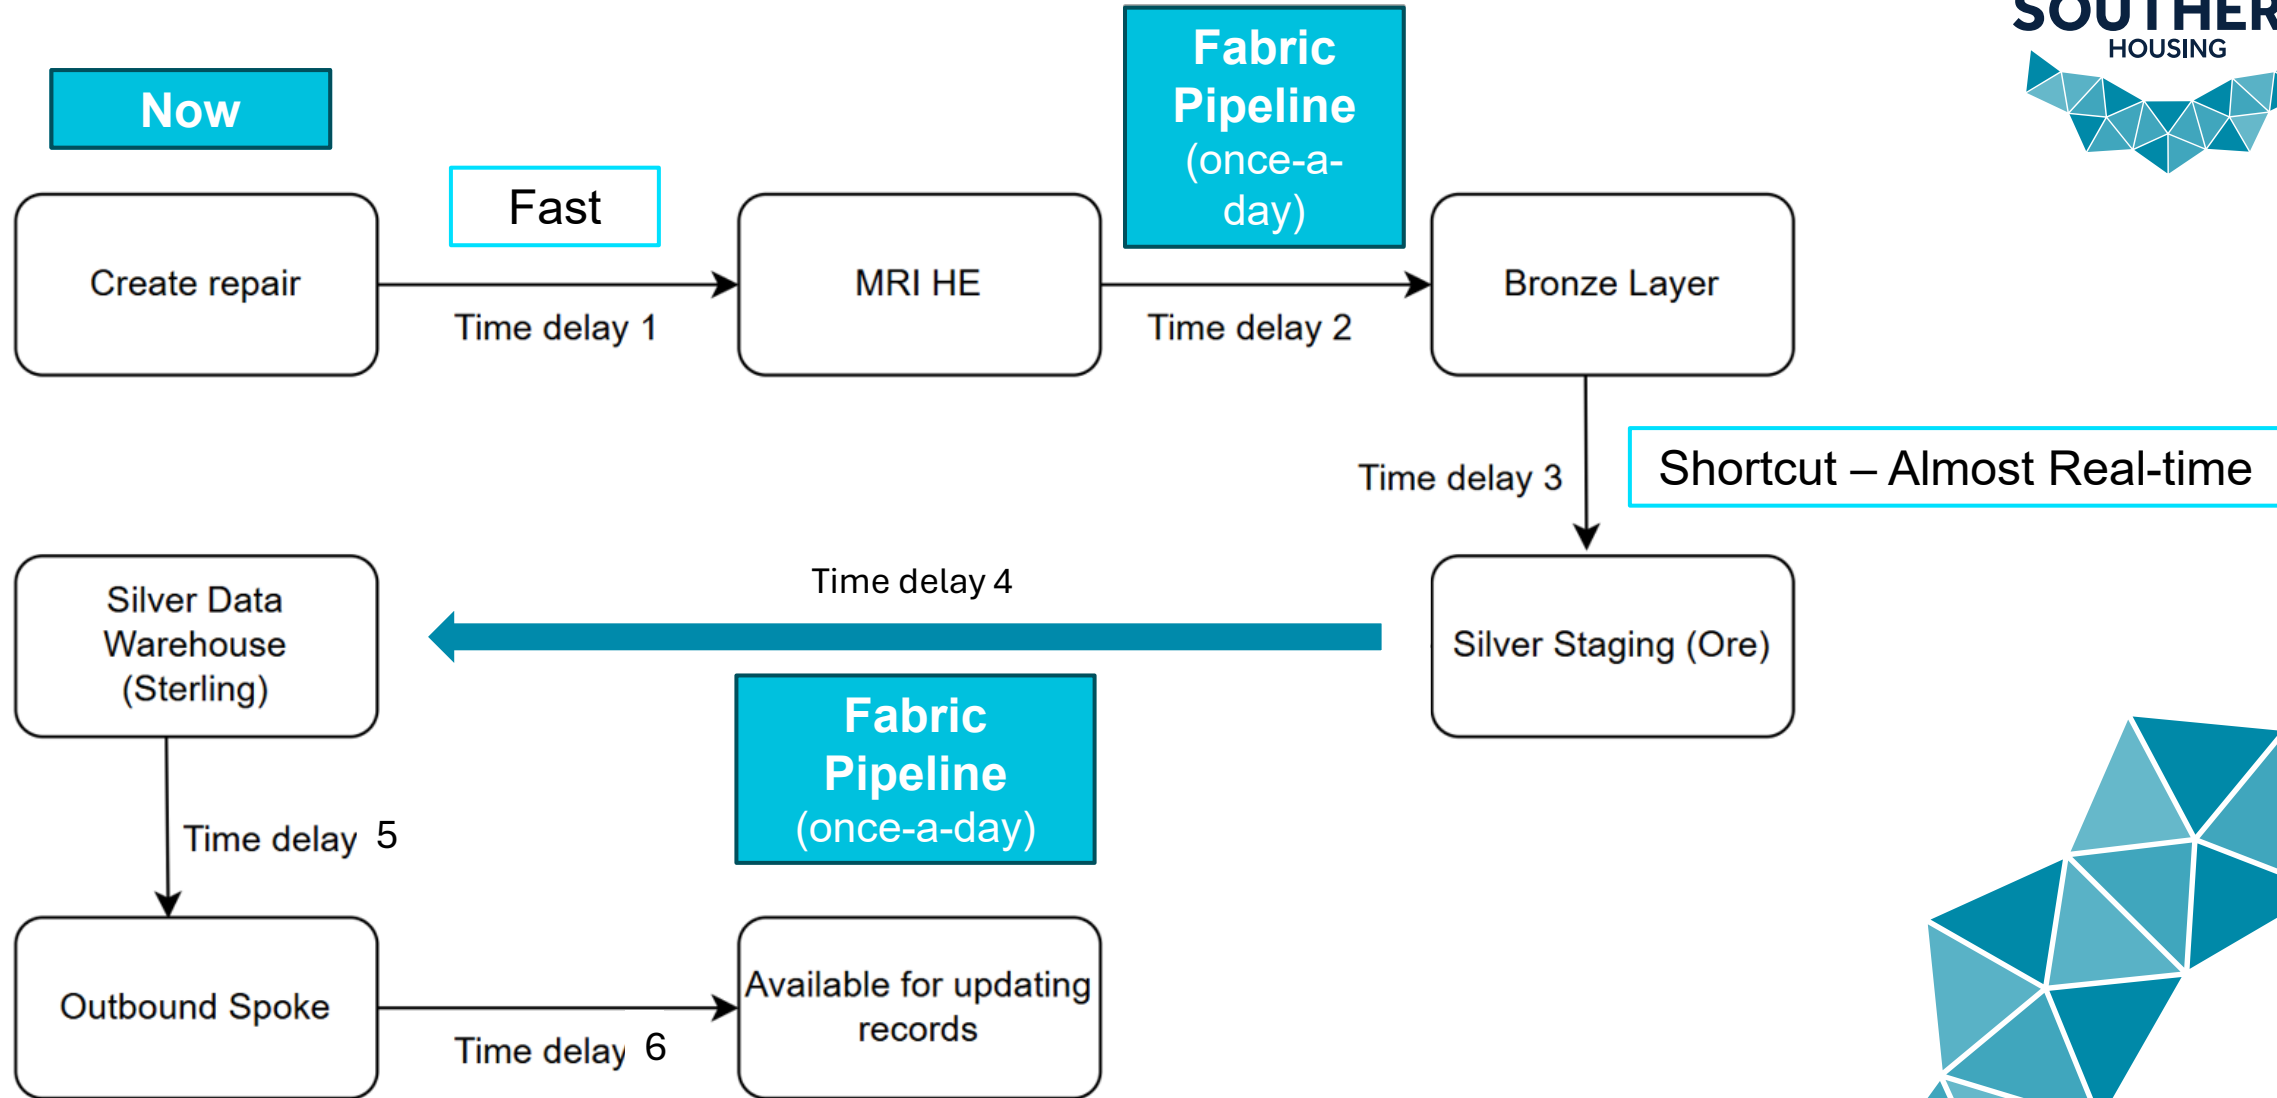 SOUTHER
HOUSING
Now
Fabric
Pipeline
(once-a-
day)
Fast
Create repair
Time delay 1
MRI HE
Time delay 2
Bronze Layer
Time delay 3
Shortcut – Almost Real-time
Silver Data
Warehouse
(Sterling)
Time delay 4
Silver Staging (Ore)
Fabric
Pipeline
(once-a-day)
Time delay 5
Outbound Spoke
Time delay 6
Available for updating
records